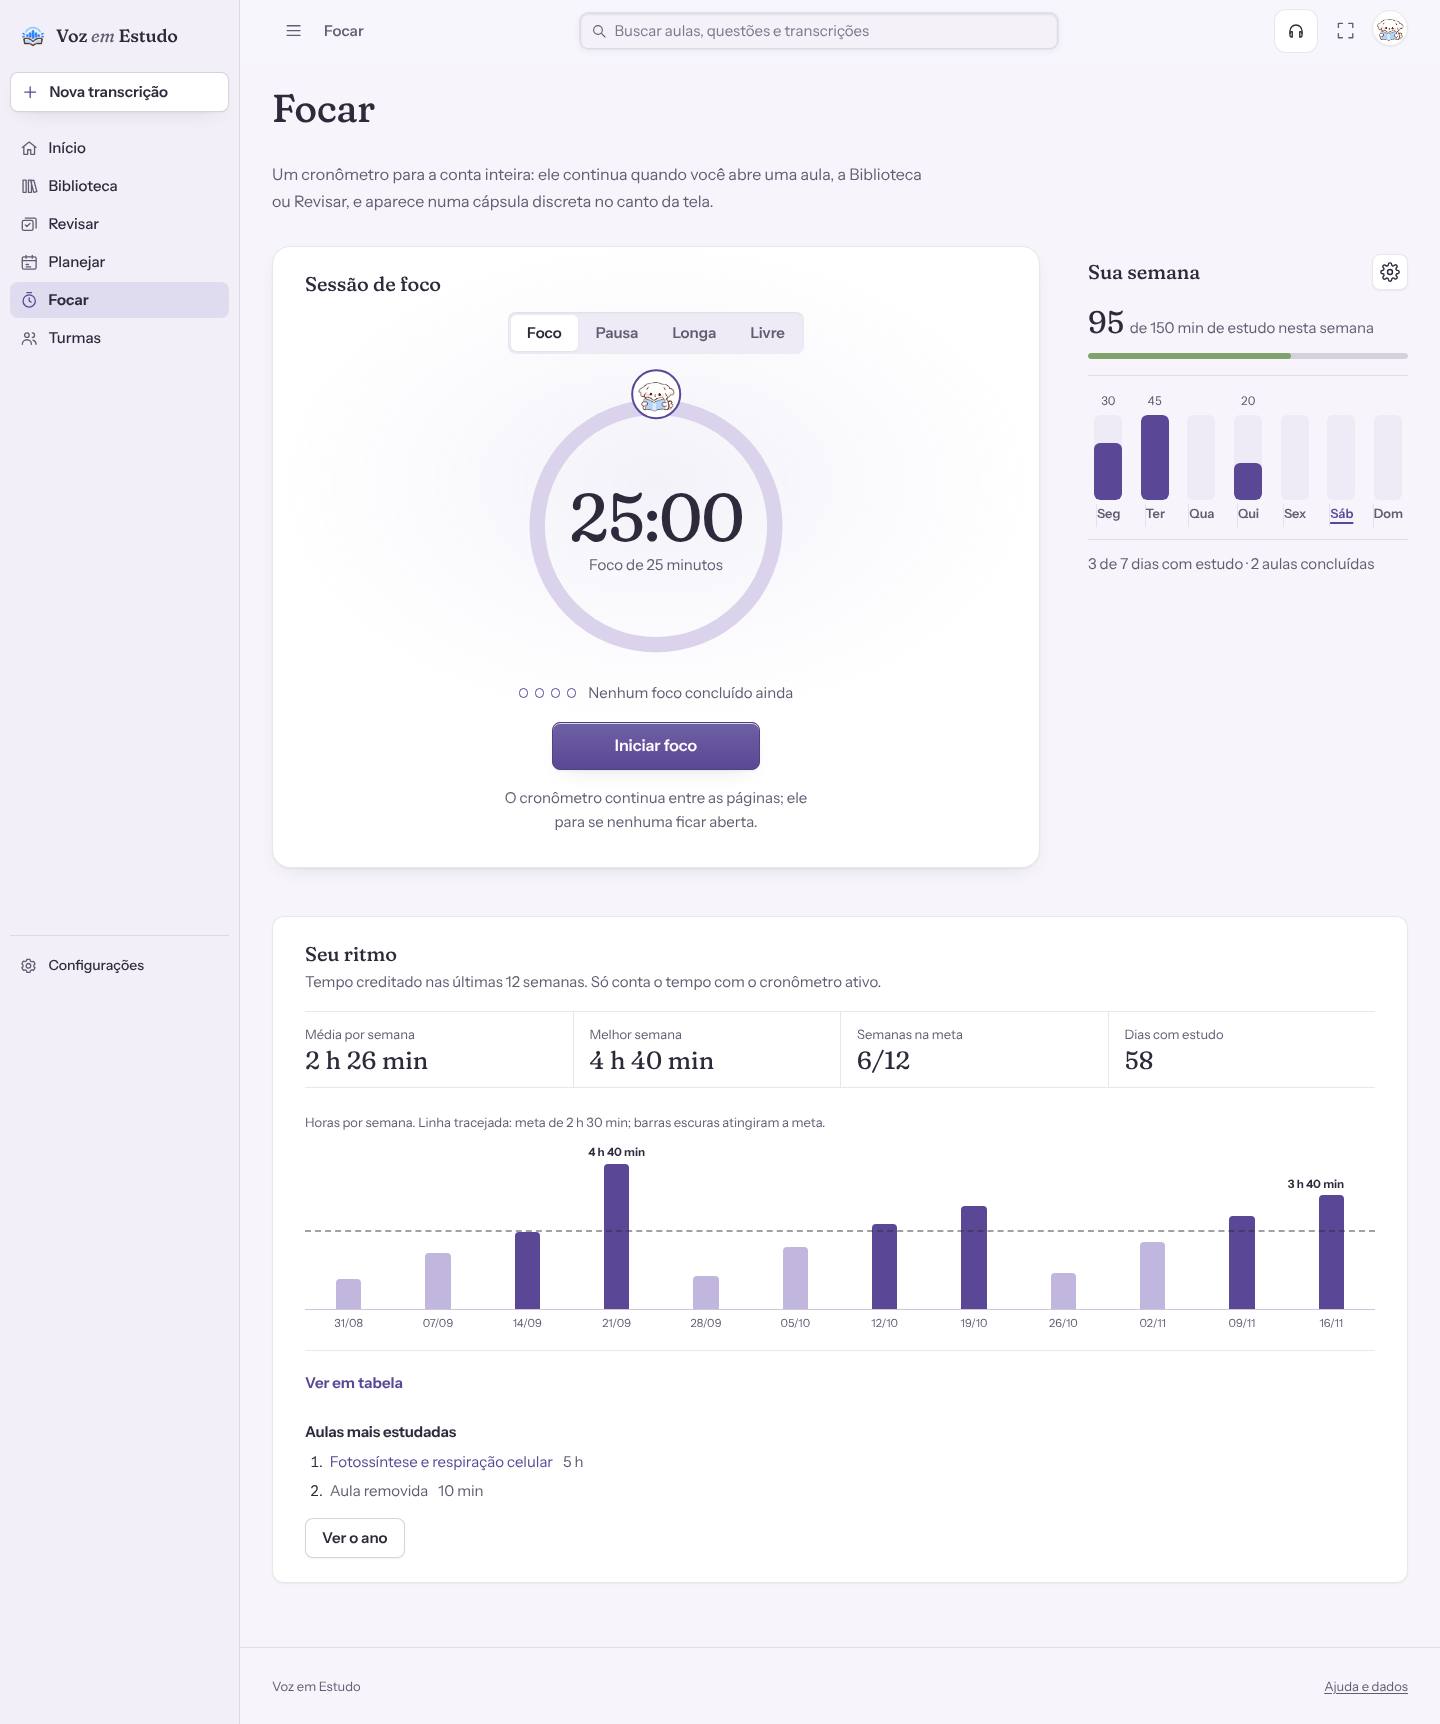 Voz em Estudo
Nova transcrição
Início
Biblioteca
Revisar
Planejar
Focar
Turmas
Configurações
Focar
Buscar aulas, questões e transcrições
Focar
Um cronômetro para a conta inteira: ele continua quando você abre uma aula, a Biblioteca
ou Revisar, e aparece numa cápsula discreta no canto da tela.
Sessão de foco
Foco Pausa Longa Livre
25:00
Foco de 25 minutos
Nenhum foco concluído ainda
Iniciar foco
O cronômetro continua entre as páginas; ele
para se nenhuma ficar aberta.
Sua semana
95 de 150 min de estudo nesta semana
30 45 20
Seg Ter Qua Qui Sex Sáb Dom
3 de 7 dias com estudo · 2 aulas concluídas
Seu ritmo
Tempo creditado nas últimas 12 semanas. Só conta o tempo com o cronômetro ativo.
Média por semana
2 h 26 min
Melhor semana
4 h 40 min
Semanas na meta
6/12
Dias com estudo
58
Horas por semana. Linha tracejada: meta de 2 h 30 min; barras escuras atingiram a meta.
4 h 40 min
3 h 40 min
31/08 07/09 14/09 21/09 28/09 05/10 12/10 19/10 26/10 02/11 09/11 16/11
Ver em tabela
Aulas mais estudadas
1. Fotossíntese e respiração celular 5 h
2. Aula removida 10 min
Ver o ano
Voz em Estudo
Ajuda e dados